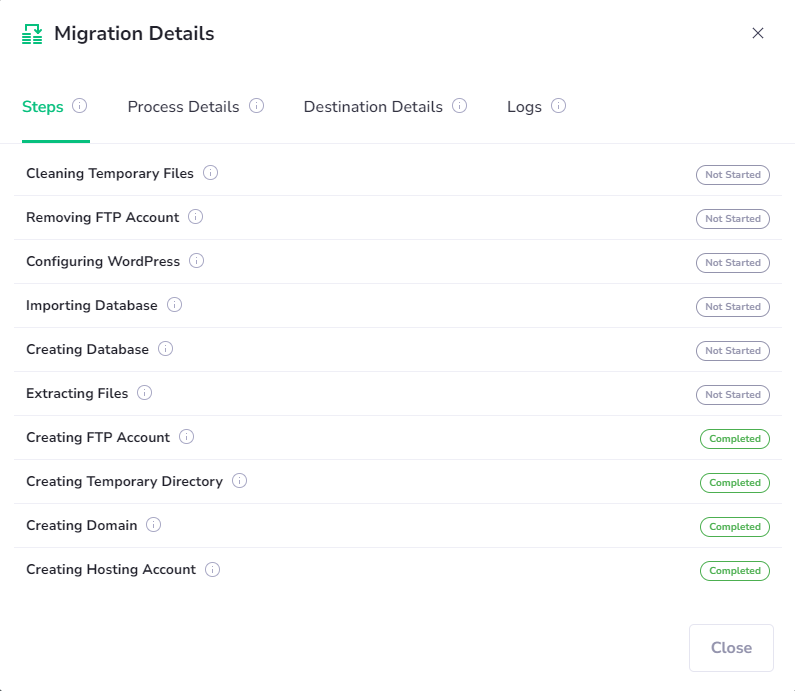 Migration Details
Steps Process Details Destination Details Logs
Cleaning Temporary Files Not Started
Removing FTP Account Not Started
Configuring WordPress Not Started
Importing Database Not Started
Creating Database Not Started
Extracting Files Not Started
Creating FTP Account Completed
Creating Temporary Directory Completed
Creating Domain Completed
Creating Hosting Account Completed
Close